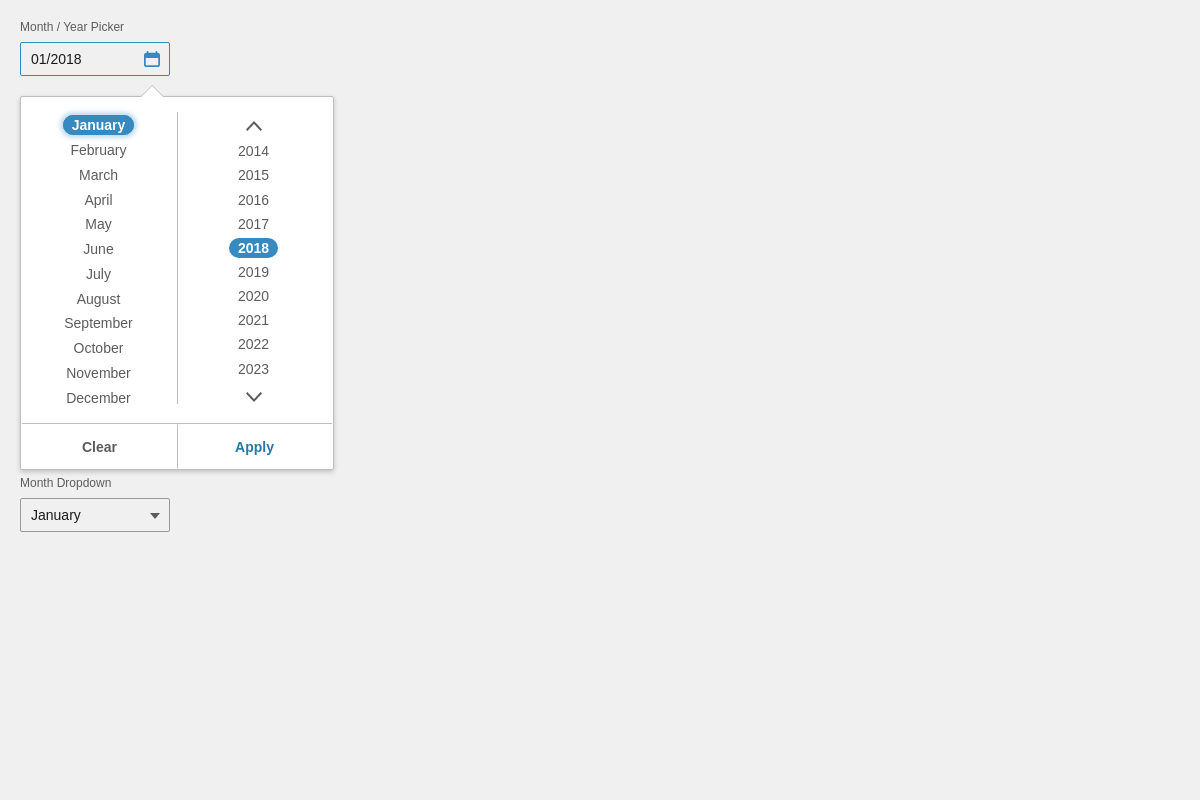 Month / Year Picker
01/2018
January
February
March
April
May
June
July
August
September
October
November
December
2014
2015
2016
2017
2018
2019
2020
2021
2022
2023
Clear
Apply
Month Dropdown
January